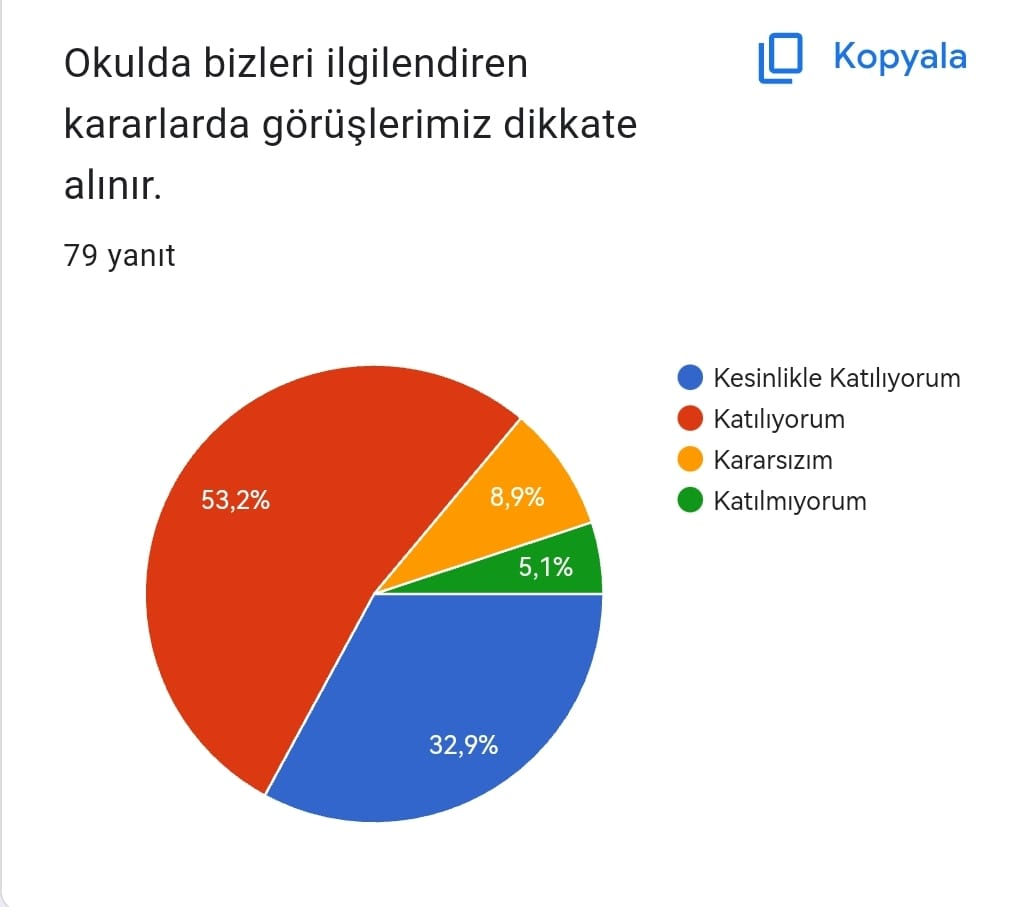 Okulda bizleri ilgilendiren
kararlarda görüşlerimiz dikkate
alınır.
Kopyala
79 yanıt
Kesinlikle Katılıyorum
Katılıyorum
Kararsızım
Katılmıyorum
53,2%
8,9%
5,1%
32,9%